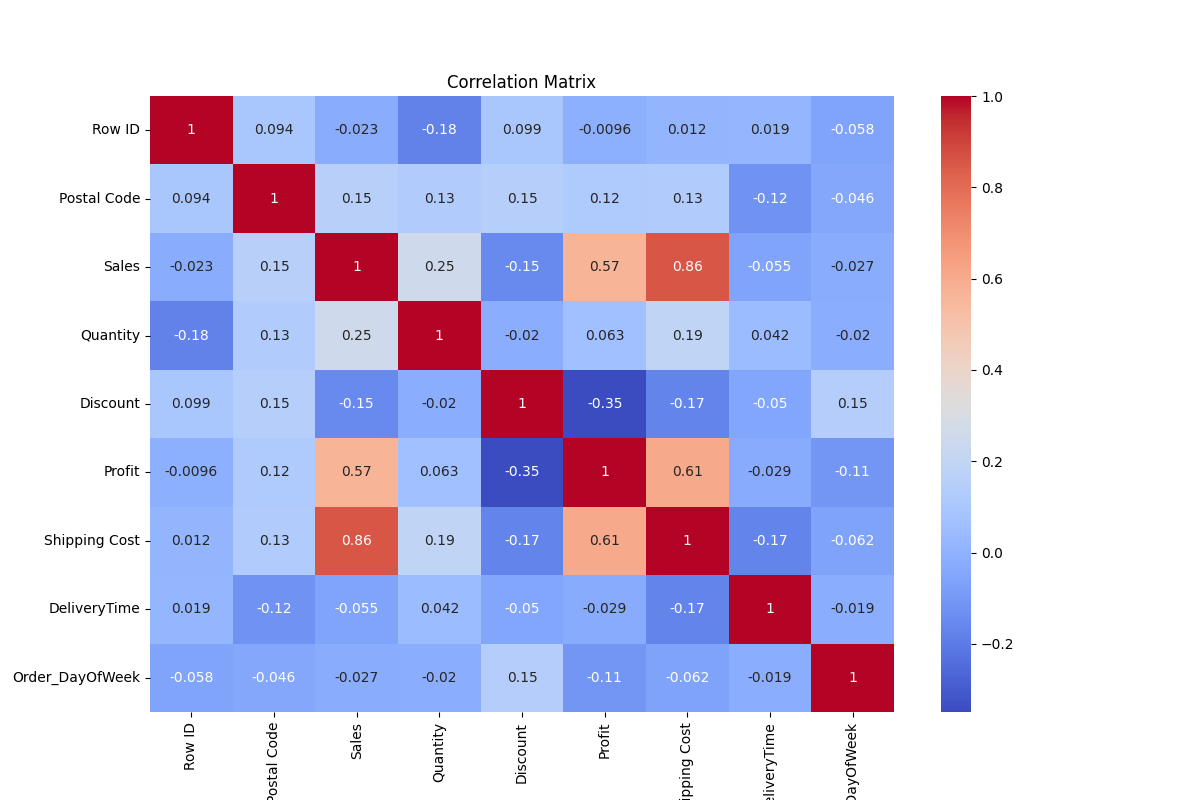 Correlation Matrix
Row ID 1 0.094 -0.023 -0.18 0.099 -0.0096 0.012 0.019 -0.058
Postal Code 0.094 1 0.15 0.13 0.15 0.12 0.13 -0.12 -0.046
Sales -0.023 0.15 1 0.25 -0.15 0.57 0.86 -0.055 -0.027
Quantity -0.18 0.13 0.25 1 -0.02 0.063 0.19 0.042 -0.02
Discount 0.099 0.15 -0.15 -0.02 1 -0.35 -0.17 -0.05 0.15
Profit -0.0096 0.12 0.57 0.063 -0.35 1 0.61 -0.029 -0.11
Shipping Cost 0.012 0.13 0.86 0.19 -0.17 0.61 1 -0.17 -0.062
DeliveryTime 0.019 -0.12 -0.055 0.042 -0.05 -0.029 -0.17 1 -0.019
Order_DayOfWeek -0.058 -0.046 -0.027 -0.02 0.15 -0.11 -0.062 -0.019 1
Row ID
Postal Code
Sales
Quantity
Discount
Profit
ipping Cost
eliveryTime
DayOfWeek
1.0
0.8
0.6
0.4
0.2
0.0
−0.2